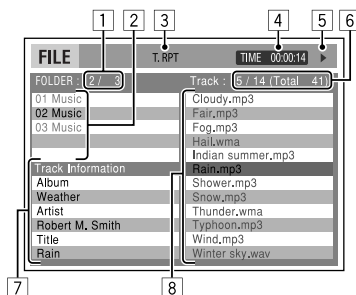 1 2 3 4 5
FILE T. RPT TIME 00:00:14
FOLDER : 2 / 3 Track : 5 / 14 (Total 41) 6
01 Music
02 Music
03 Music
Track Information
Album
Weather
Artist
Robert M. Smith
Title
Rain
Cloudy.mp3
Fair.mp3
Fog.mp3
Hail.wma
Indian summer.mp3
Rain.mp3
Shower.mp3
Snow.mp3
Thunder.wma
Typhoon.mp3
Wind.mp3
Winter sky.wav
7 8